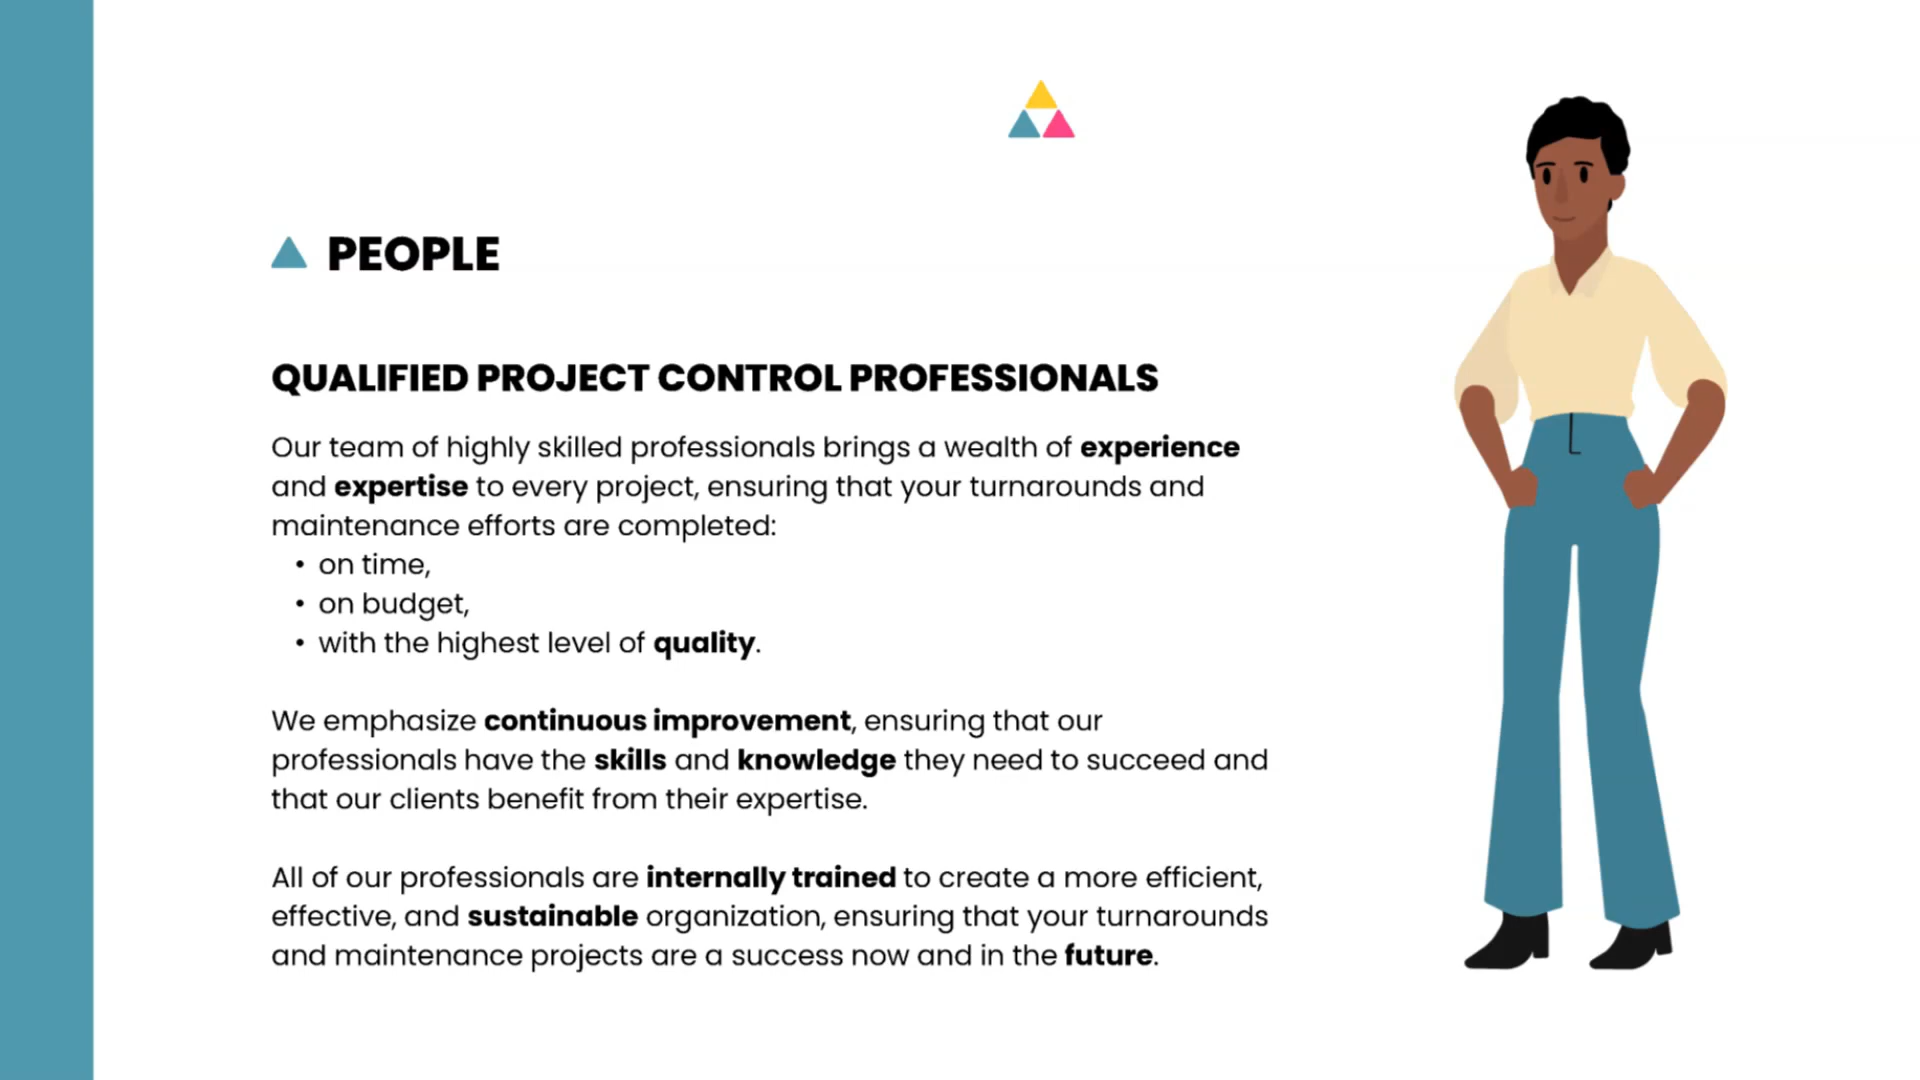 PEOPLE
QUALIFIED PROJECT CONTROL PROFESSIONALS
Our team of highly skilled professionals brings a wealth of experience
and expertise to every project, ensuring that your turnarounds and
maintenance efforts are completed:
• on time,
• on budget,
• with the highest level of quality.
We emphasize continuous improvement, ensuring that our
professionals have the skills and knowledge they need to succeed and
that our clients benefit from their expertise.
All of our professionals are internally trained to create a more efficient,
effective, and sustainable organization, ensuring that your turnarounds
and maintenance projects are a success now and in the future.